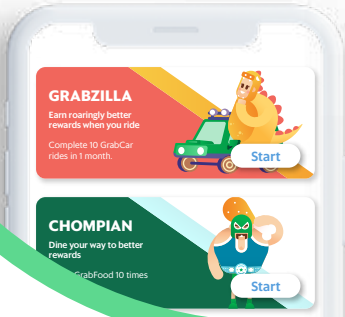 GRABZILLA
Earn roaringly better
rewards when you ride
Complete 10 GrabCar
rides in 1 month.
Start
CHOMPIAN
Dine your way to better
rewards
GrabFood 10 times
Start